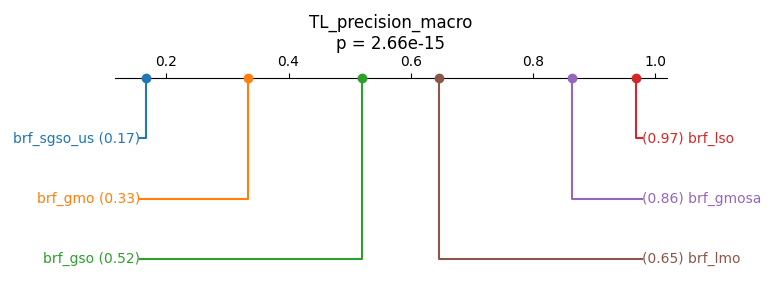 TL_precision_macro
p = 2.66e-15
0.2 0.4 0.6 0.8 1.0
brf_sgso_us (0.17) (0.97) brf_lso
brf_gmo (0.33) (0.86) brf_gmosa
brf_gso (0.52) (0.65) brf_lmo